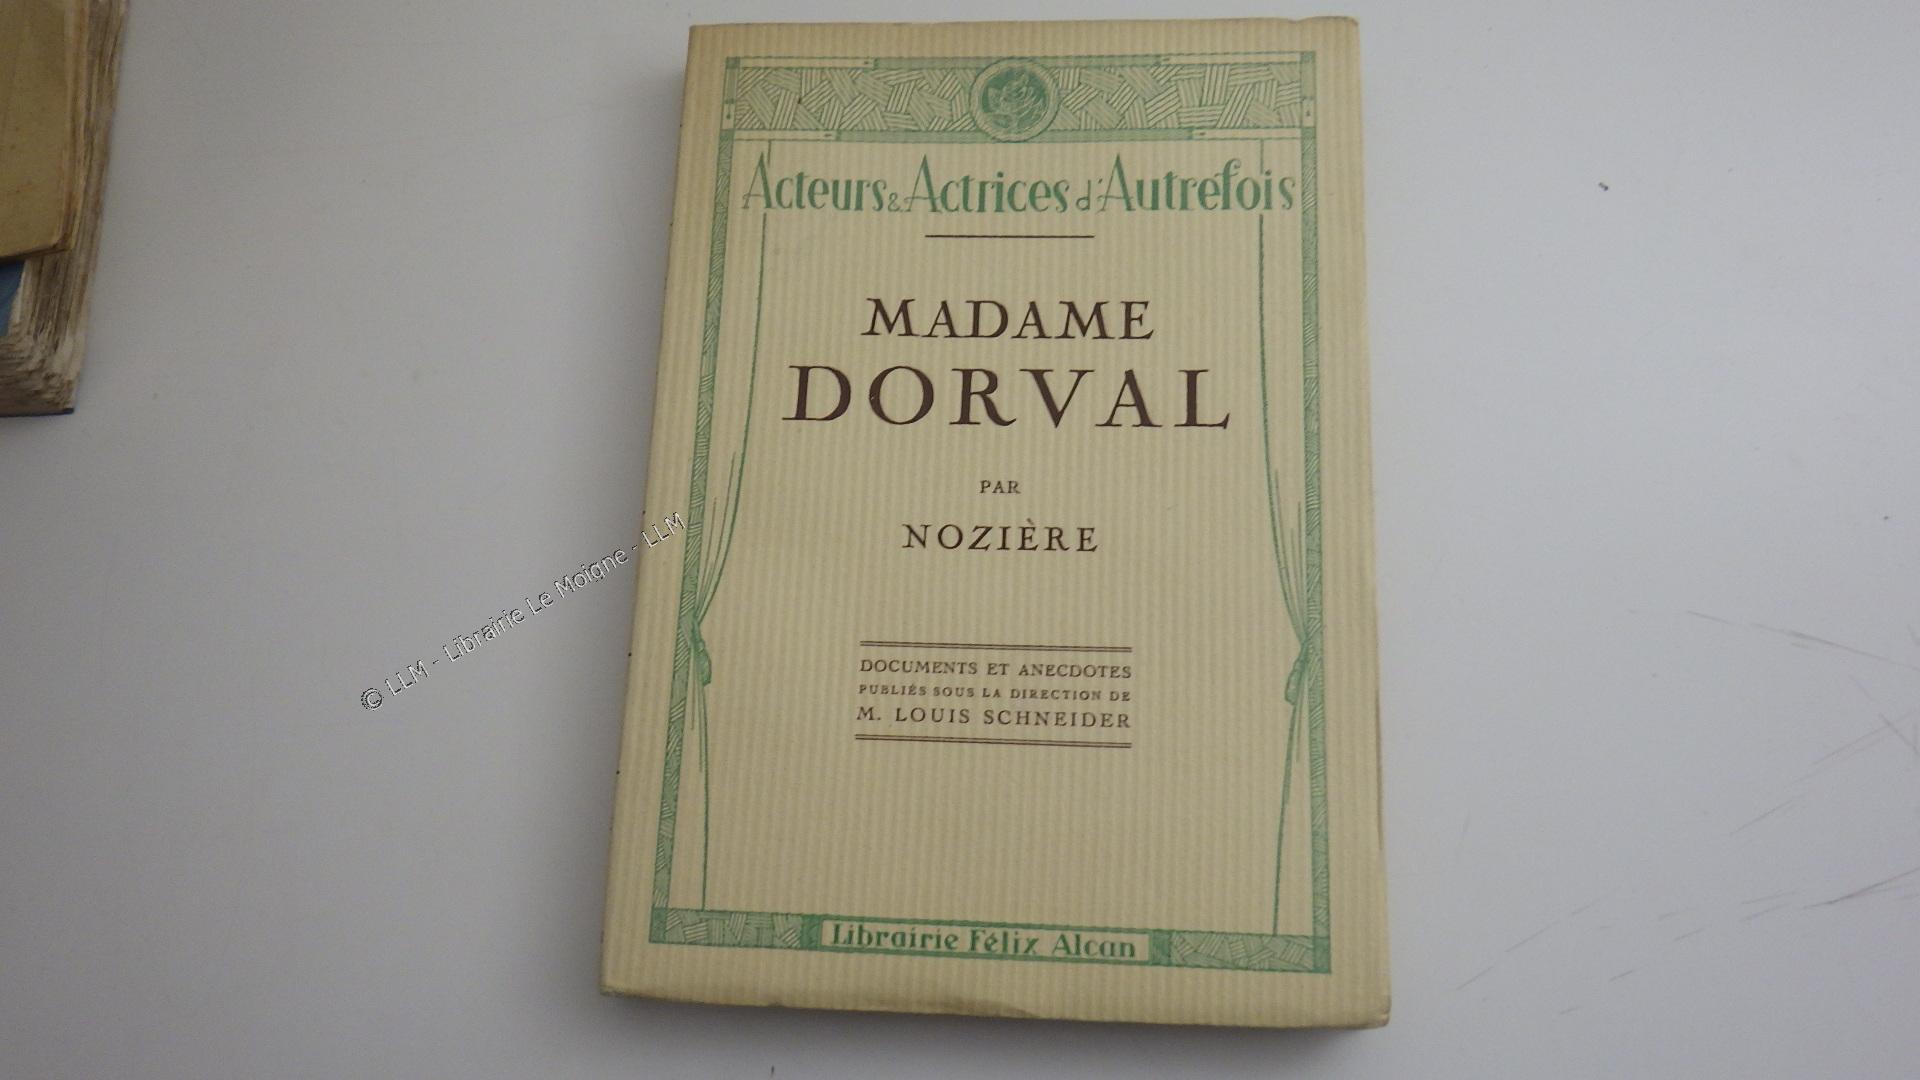 Acteurs & Actrices d'Autrefois
MADAME
DORVAL
PAR
NOZIÈRE
DOCUMENTS ET ANECDOTES
PUBLIÉS SOUS LA DIRECTION DE
M. LOUIS SCHNEIDER
Librairie Félix Alcan
© LLM - Librairie Le Moigne - LLM